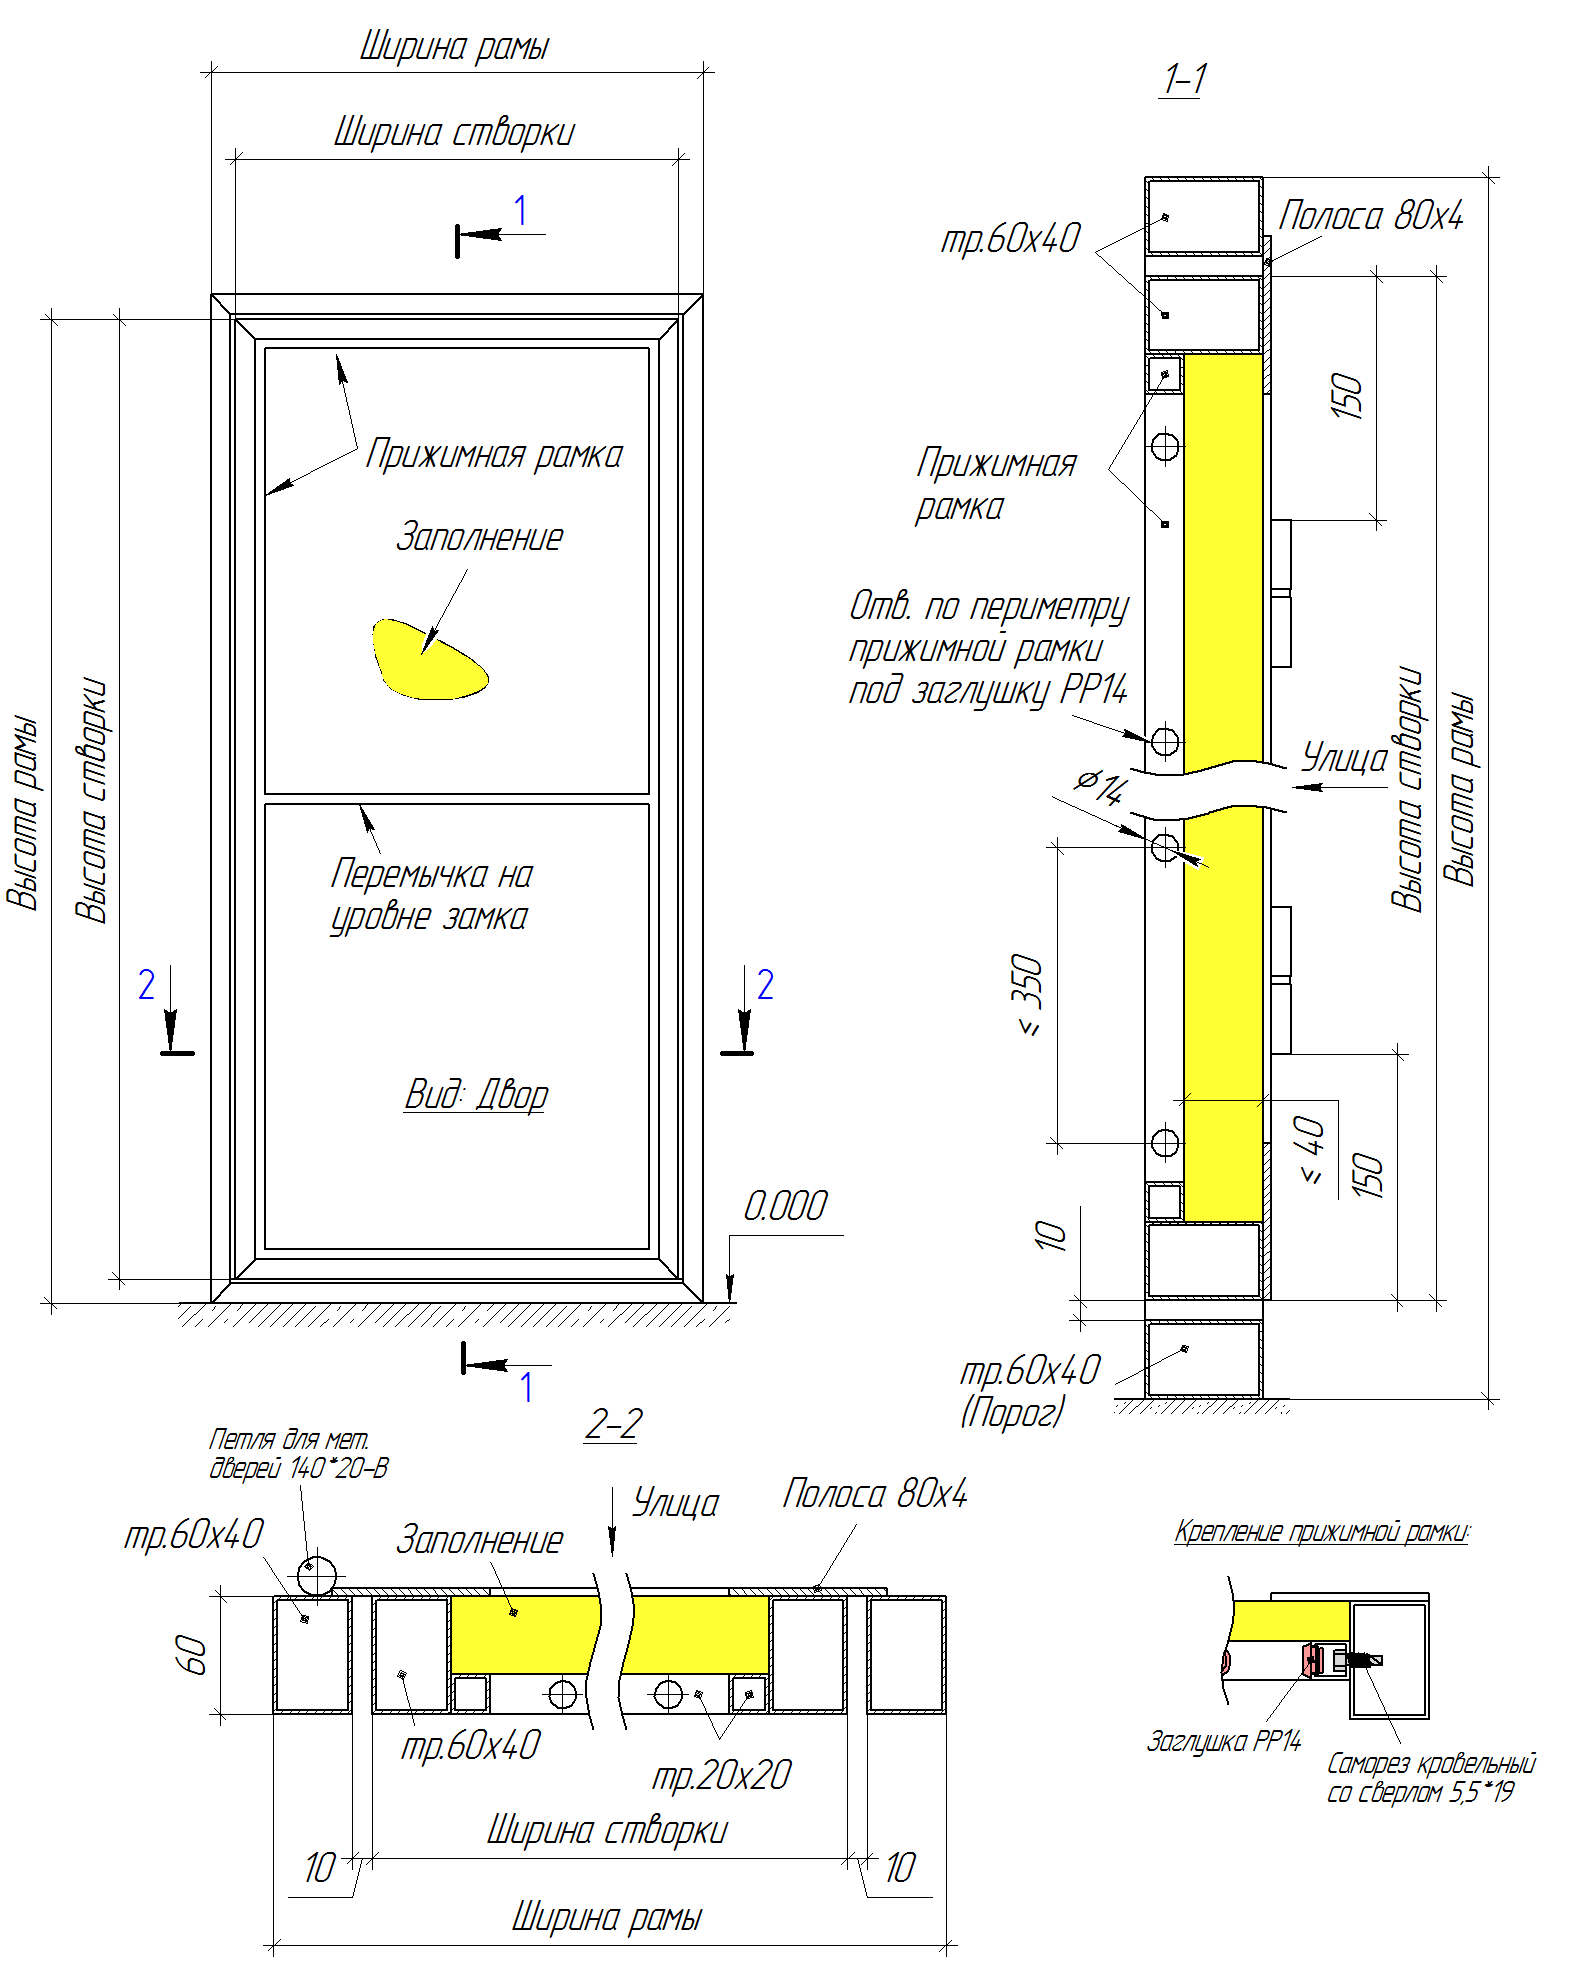 Ширина рамы
Ширина створки
1
Прижимная рамка
Заполнение
Высота рамы
Высота створки
Перемычка на
уровне замка
2
2
Вид: Двор
0.000
1
1-1
тр.60х40
Полоса 80х4
150
Прижимная
рамка
Отв. по периметру
прижимной рамки
под заглушку РР14
⌀14
Улица
Высота створки
Высота рамы
≤ 350
≤ 40
150
10
тр.60х40
(Порог)
2-2
Петля для мет.
дверей 140*20-В
тр.60х40
Заполнение
Улица
Полоса 80х4
60
тр.60х40
тр.20х20
Ширина створки
10
10
Ширина рамы
Крепление прижимной рамки:
Заглушка РР14
Саморез кровельный
со сверлом 5,5*19